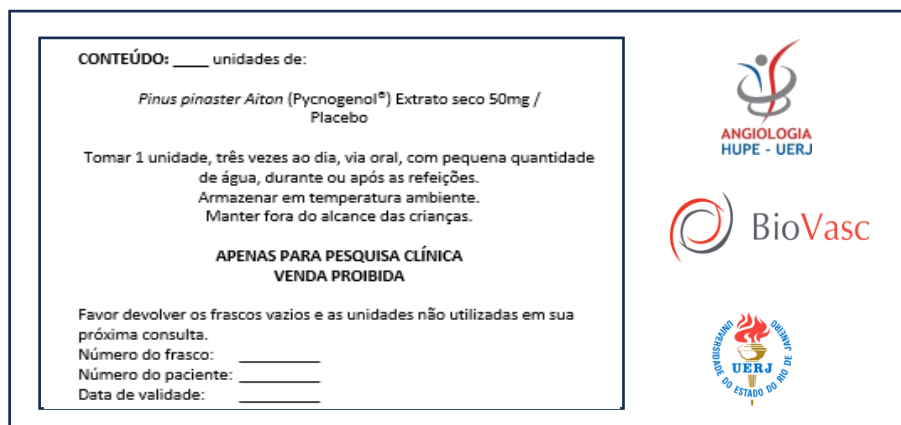 CONTEÚDO: ____ unidades de:
Pinus pinaster Aiton (Pycnogenol®) Extrato seco 50mg /
Placebo
Tomar 1 unidade, três vezes ao dia, via oral, com pequena quantidade
de água, durante ou após as refeições.
Armazenar em temperatura ambiente.
Manter fora do alcance das crianças.
APENAS PARA PESQUISA CLÍNICA
VENDA PROIBIDA
Favor devolver os frascos vazios e as unidades não utilizadas em sua
próxima consulta.
Número do frasco: _________
Número do paciente: _________
Data de validade: _________
ANGIOLOGIA
HUPE - UERJ
BioVasc
UNIVERSIDADE DO ESTADO DO RIO DE JANEIRO
UERJ